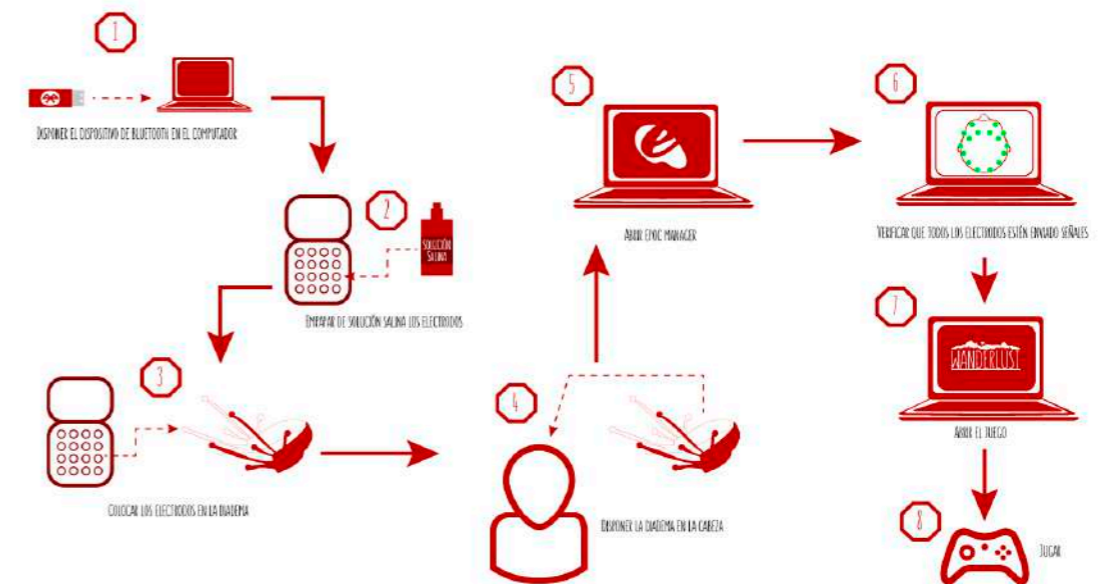 1
DISPONER EL DISPOSITIVO DE BLUETOOTH EN EL COMPUTADOR
2
SOLUCIÓN
SALINA
EMPAPAR DE SOLUCIÓN SALINA LOS ELECTRODOS
3
COLOCAR LOS ELECTRODOS EN LA DIADEMA
4
DISPONER LA DIADEMA EN LA CABEZA
5
ABRIR EPOC MANAGER
6
VERIFICAR QUE TODOS LOS ELECTRODOS ESTÉN ENVIADO SEÑALES
7
WANDERLUST
ABRIR EL JUEGO
8
JUGAR